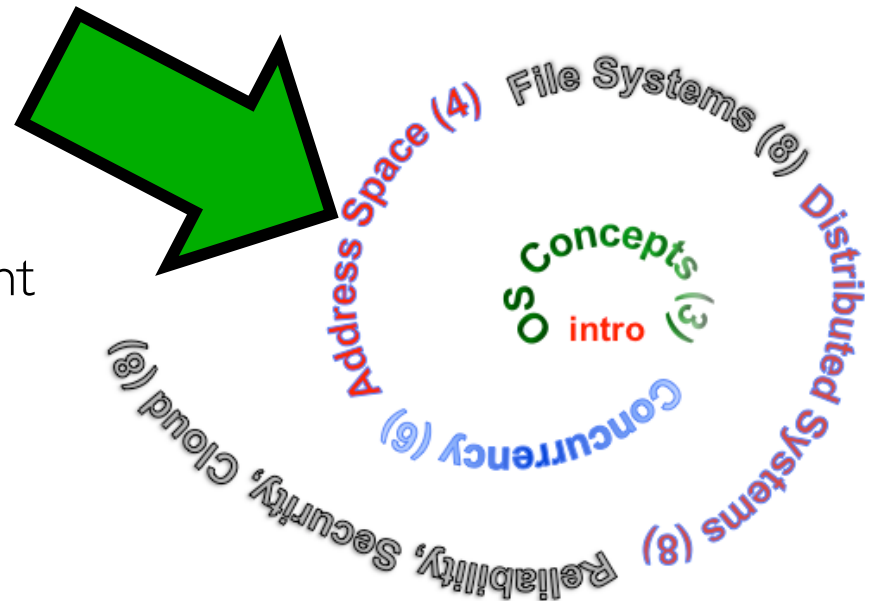 intro
OS Concepts (3)
Concurrency (6)
Address Space (4)
File Systems (8)
Distributed Systems (8)
Reliability, Security, Cloud (8)